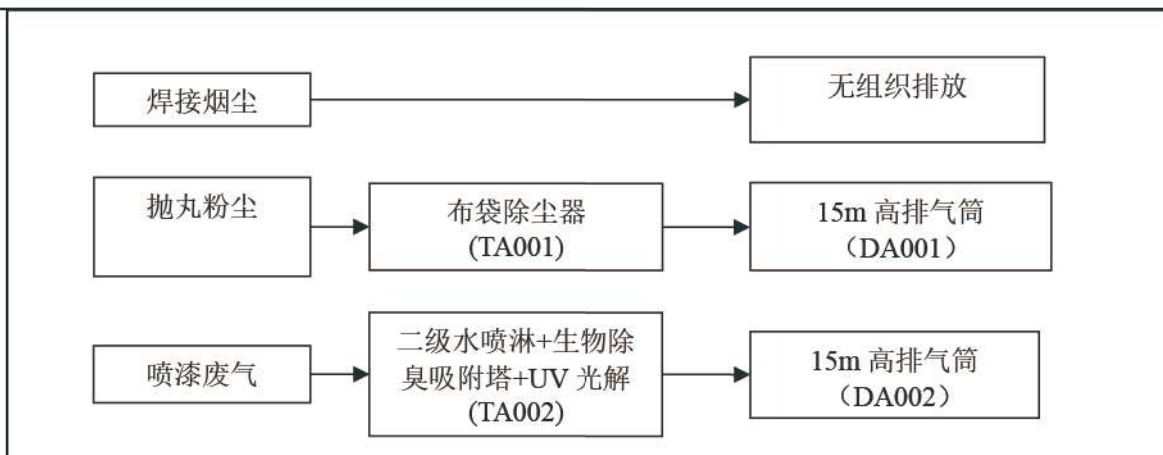 焊接烟尘
无组织排放
抛丸粉尘
布袋除尘器
(TA001)
15m 高排气筒
（DA001）
喷漆废气
二级水喷淋+生物除
臭吸附塔+UV 光解
(TA002)
15m 高排气筒
（DA002）